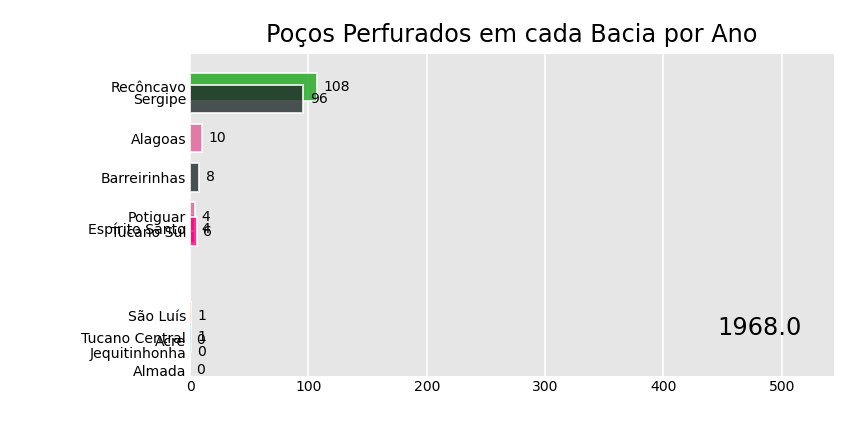 Poços Perfurados em cada Bacia por Ano
Recôncavo 108
Sergipe 96
Alagoas 10
Barreirinhas 8
Potiguar 4
Espírito Santo 4
Tucano Sul 6
São Luís 1
1968.0
Tucano Central 1
Acre 0
Jequitinhonha 0
Almada 0
0 100 200 300 400 500